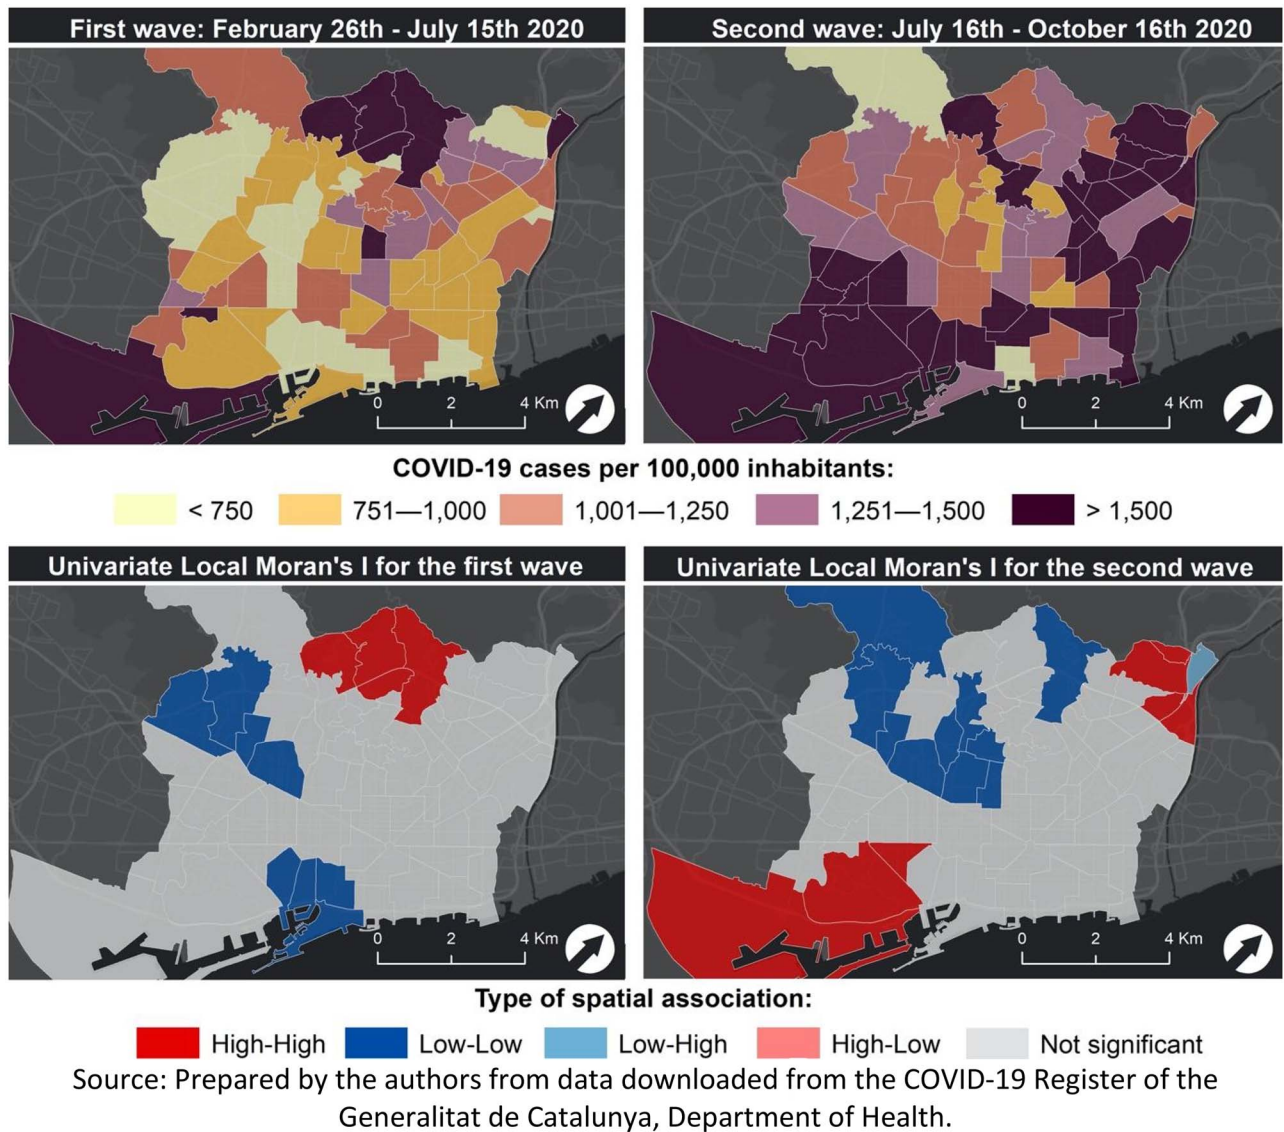 First wave: February 26th - July 15th 2020
Second wave: July 16th - October 16th 2020
0 2 4 Km
0 2 4 Km
COVID-19 cases per 100,000 inhabitants:
< 750 751—1,000 1,001—1,250 1,251—1,500 > 1,500
Univariate Local Moran's I for the first wave
Univariate Local Moran's I for the second wave
0 2 4 Km
0 2 4 Km
Type of spatial association:
High-High Low-Low Low-High High-Low Not significant
Source: Prepared by the authors from data downloaded from the COVID-19 Register of the
Generalitat de Catalunya, Department of Health.